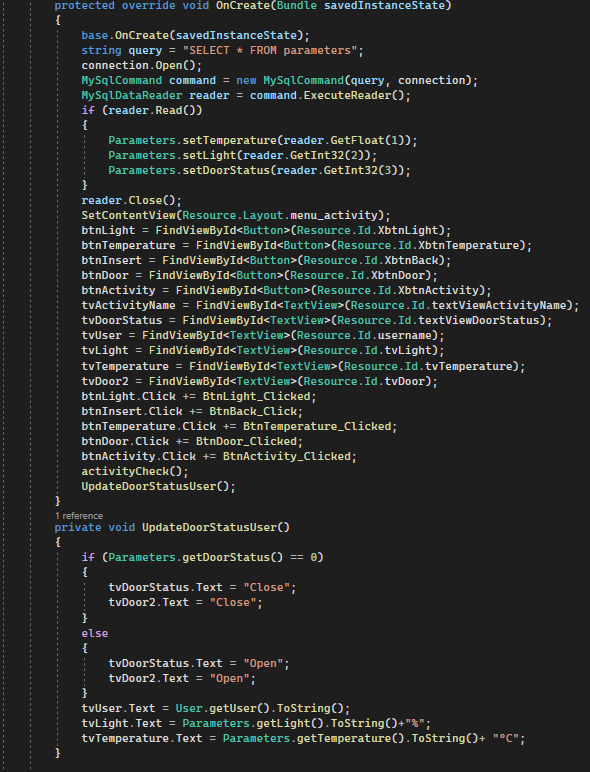 protected override void OnCreate(Bundle savedInstanceState)
{
base.OnCreate(savedInstanceState);
string query = "SELECT * FROM parameters";
connection.Open();
MySqlCommand command = new MySqlCommand(query, connection);
MySqlDataReader reader = command.ExecuteReader();
if (reader.Read())
{
Parameters.setTemperature(reader.GetFloat(1));
Parameters.setLight(reader.GetInt32(2));
Parameters.setDoorStatus(reader.GetInt32(3));
}
reader.Close();
SetContentView(Resource.Layout.menu_activity);
btnLight = FindViewById<Button>(Resource.Id.XbtnLight);
btnTemperature = FindViewById<Button>(Resource.Id.XbtnTemperature);
btnInsert = FindViewById<Button>(Resource.Id.XbtnBack);
btnDoor = FindViewById<Button>(Resource.Id.XbtnDoor);
btnActivity = FindViewById<Button>(Resource.Id.XbtnActivity);
tvActivityName = FindViewById<TextView>(Resource.Id.textViewActivityName);
tvDoorStatus = FindViewById<TextView>(Resource.Id.textViewDoorStatus);
tvUser = FindViewById<TextView>(Resource.Id.username);
tvLight = FindViewById<TextView>(Resource.Id.tvLight);
tvTemperature = FindViewById<TextView>(Resource.Id.tvTemperature);
tvDoor2 = FindViewById<TextView>(Resource.Id.tvDoor);
btnLight.Click += BtnLight_Clicked;
btnInsert.Click += BtnBack_Click;
btnTemperature.Click += BtnTemperature_Clicked;
btnDoor.Click += BtnDoor_Clicked;
btnActivity.Click += BtnActivity_Clicked;
activityCheck();
UpdateDoorStatusUser();
}
1 reference
private void UpdateDoorStatusUser()
{
if (Parameters.getDoorStatus() == 0)
{
tvDoorStatus.Text = "Close";
tvDoor2.Text = "Close";
}
else
{
tvDoorStatus.Text = "Open";
tvDoor2.Text = "Open";
}
tvUser.Text = User.getUser().ToString();
tvLight.Text = Parameters.getLight().ToString()+"%";
tvTemperature.Text = Parameters.getTemperature().ToString()+ "°C";
}